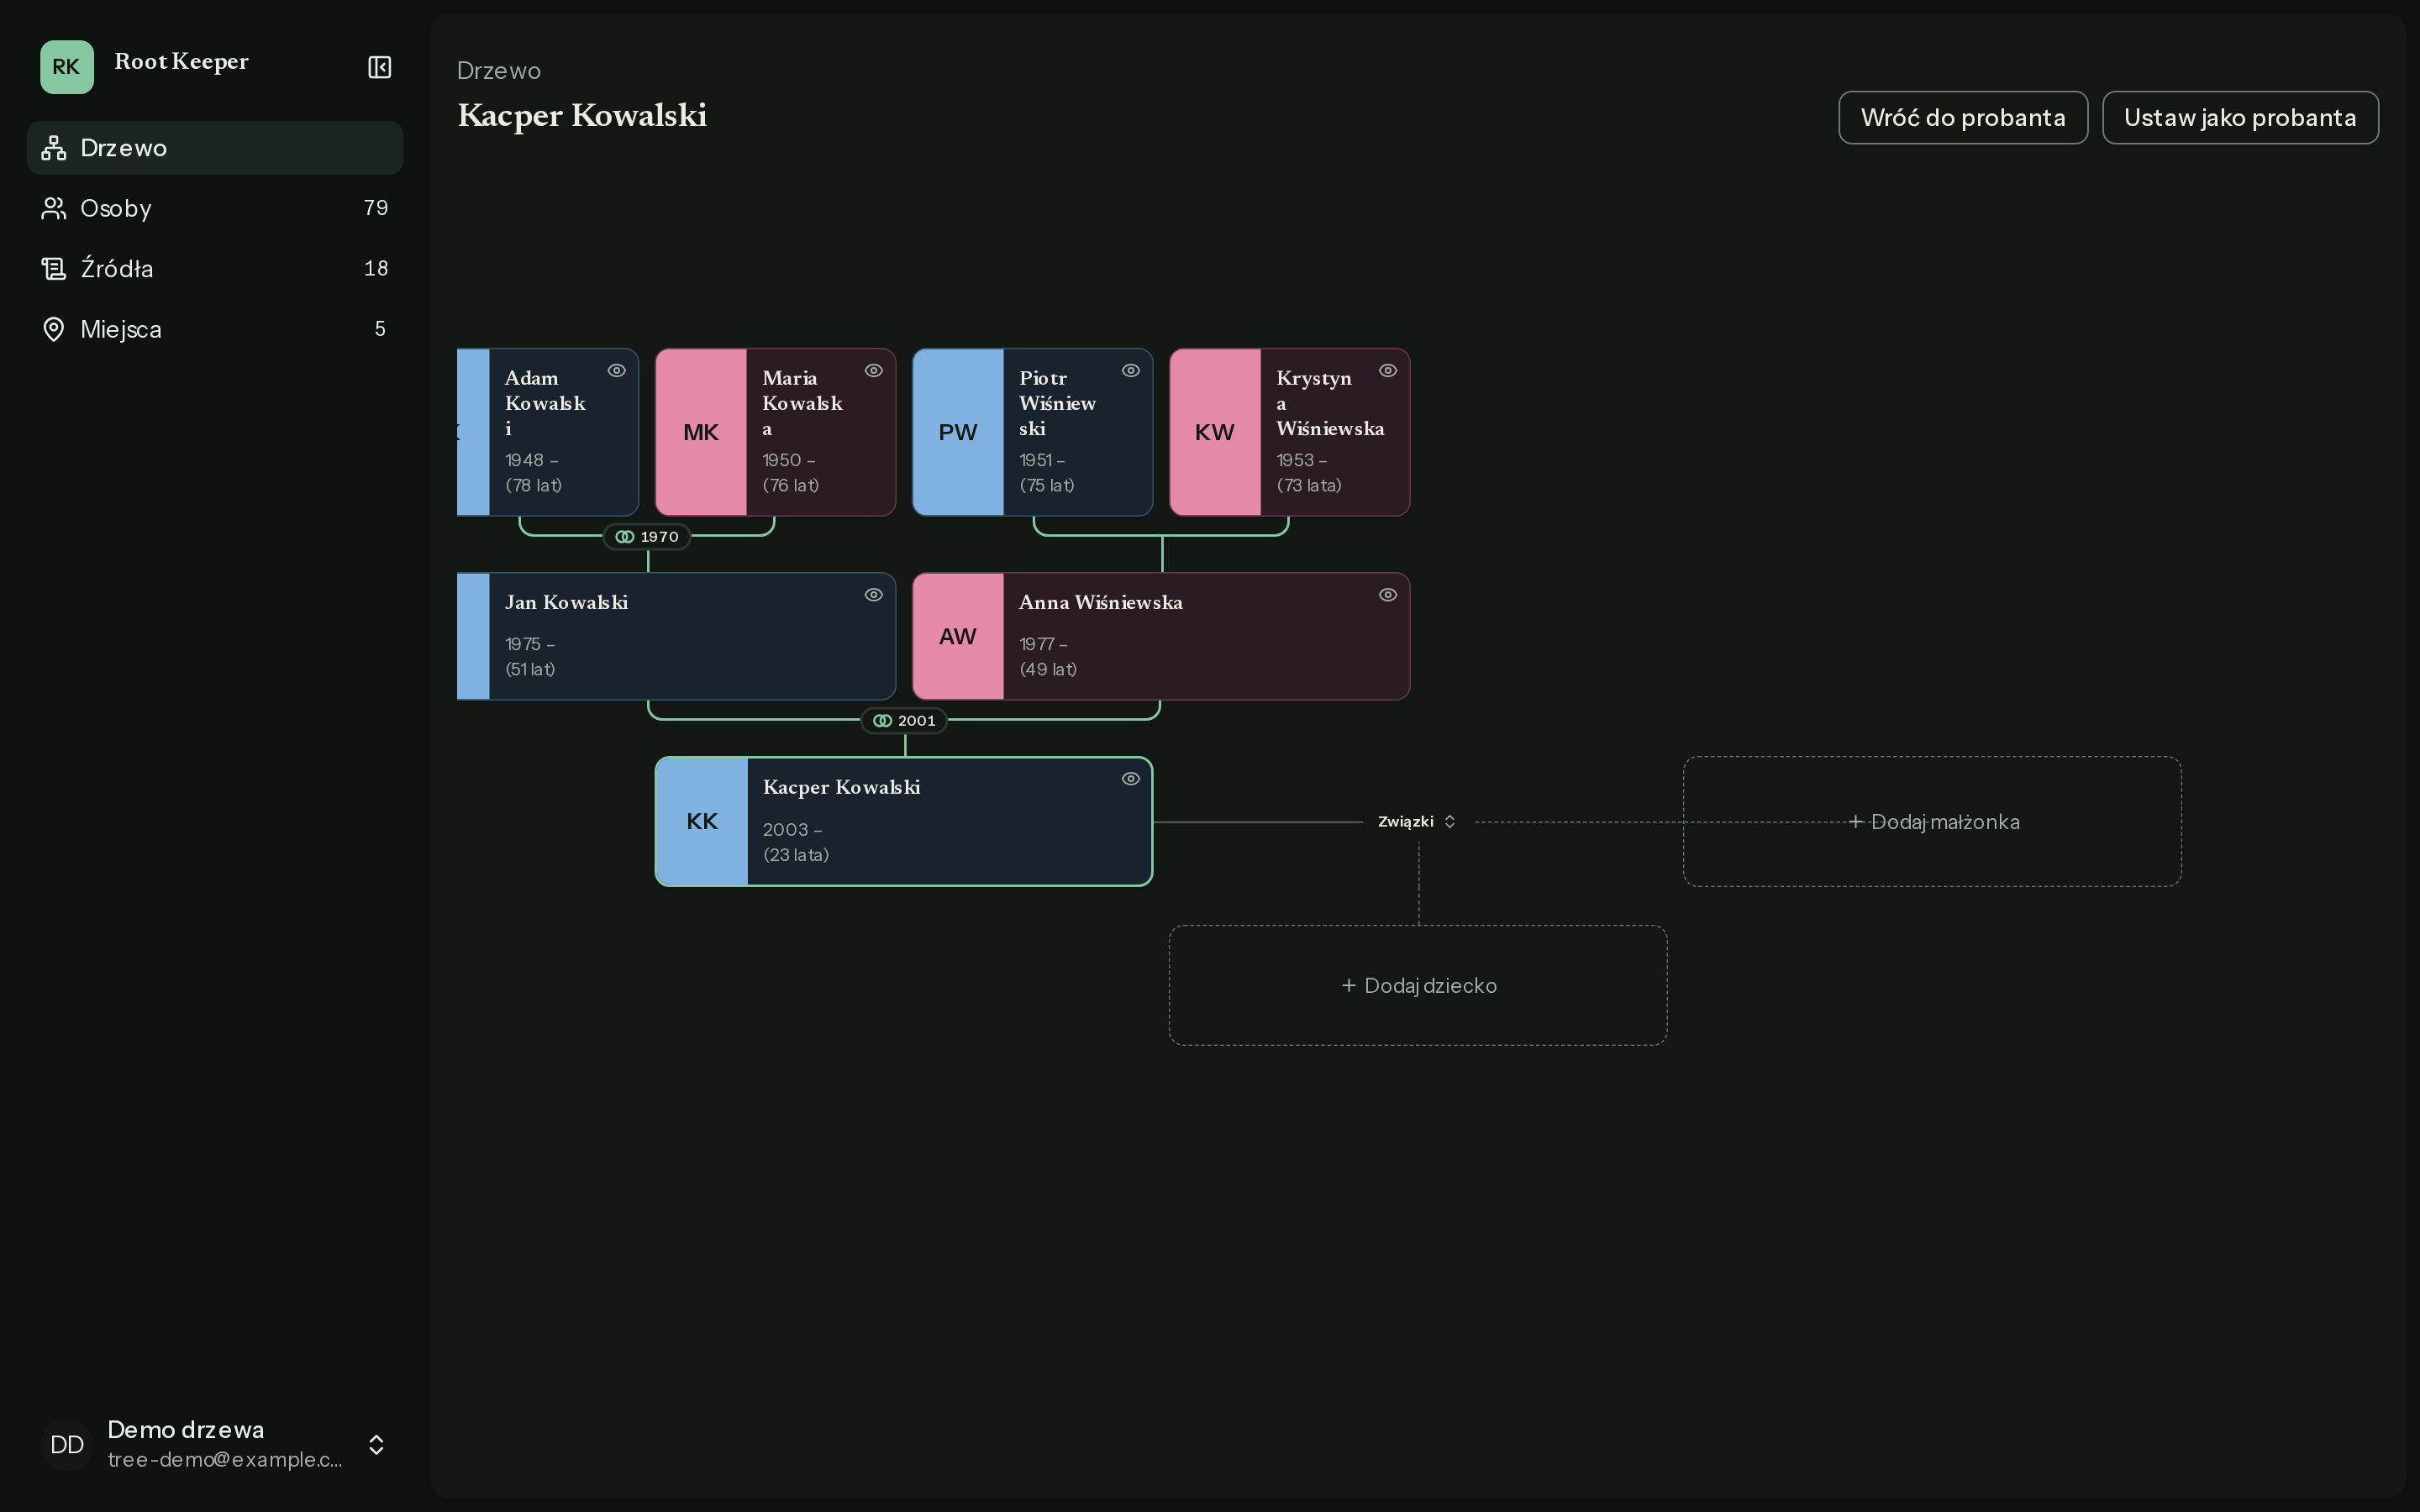 RK
Root Keeper
Drzewo
Osoby 79
Źródła 18
Miejsca 5
Drzewo
Kacper Kowalski
Wróć do probanta
Ustaw jako probanta
Adam
Kowalsk
i
1948 –
(78 lat)
MK
Maria
Kowalsk
a
1950 –
(76 lat)
PW
Piotr
Wiśniew
ski
1951 –
(75 lat)
KW
Krystyn
a
Wiśniewska
1953 –
(73 lata)
1970
Jan Kowalski
1975 –
(51 lat)
AW
Anna Wiśniewska
1977 –
(49 lat)
2001
KK
Kacper Kowalski
2003 –
(23 lata)
Związki
+ Dodaj małżonka
+ Dodaj dziecko
DD
Demo drzewa
tree-demo@example.c...